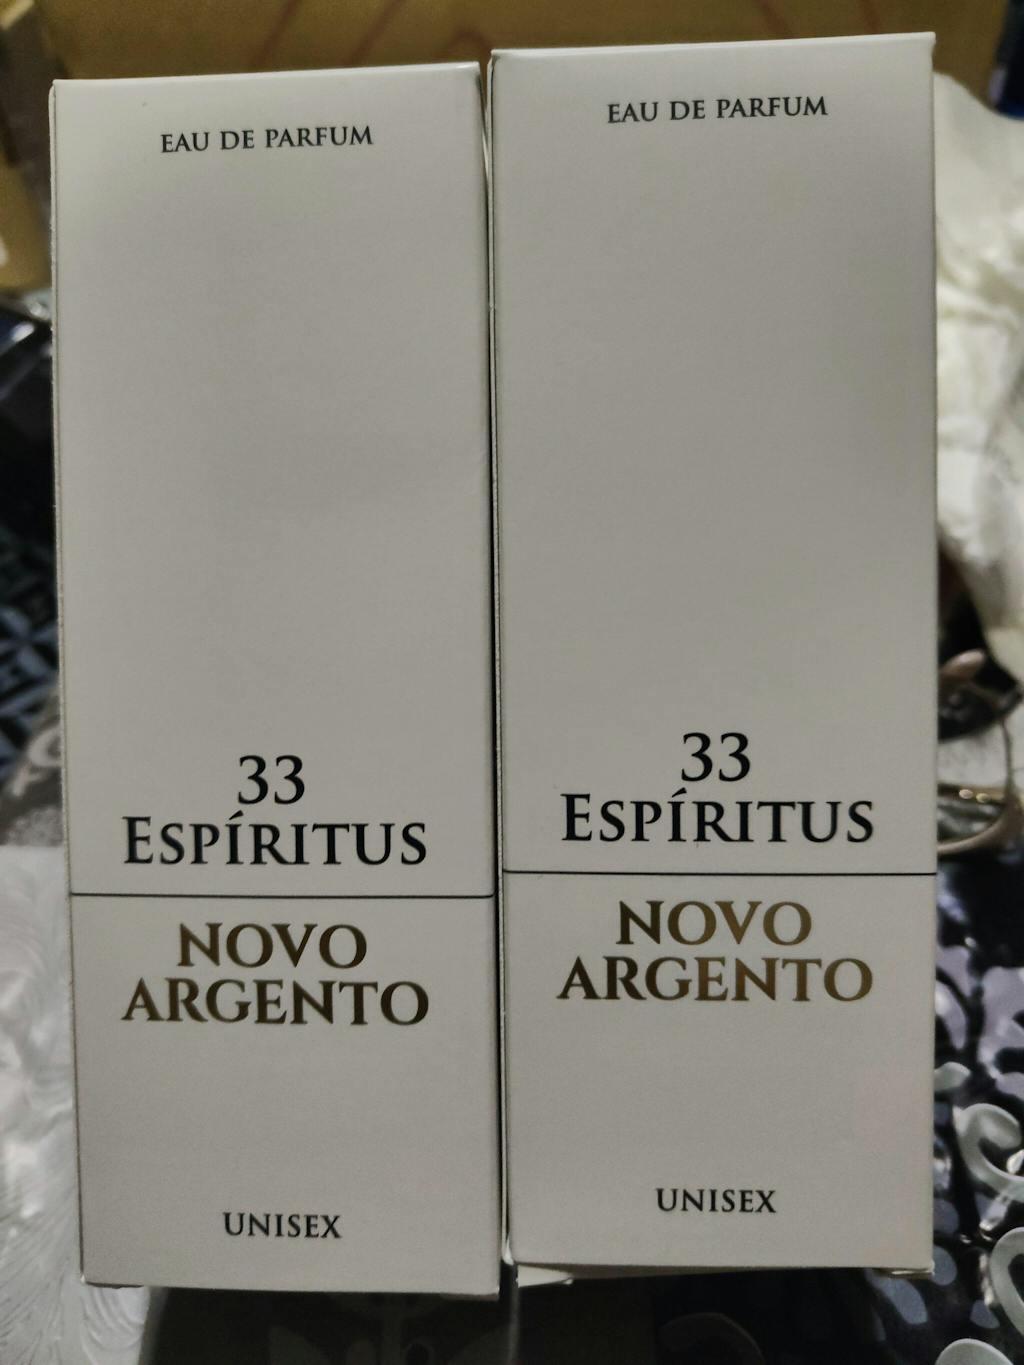 EAU DE PARFUM
33
ESPÍRITUS
NOVO
ARGENTO
UNISEX
EAU DE PARFUM
33
ESPÍRITUS
NOVO
ARGENTO
UNISEX